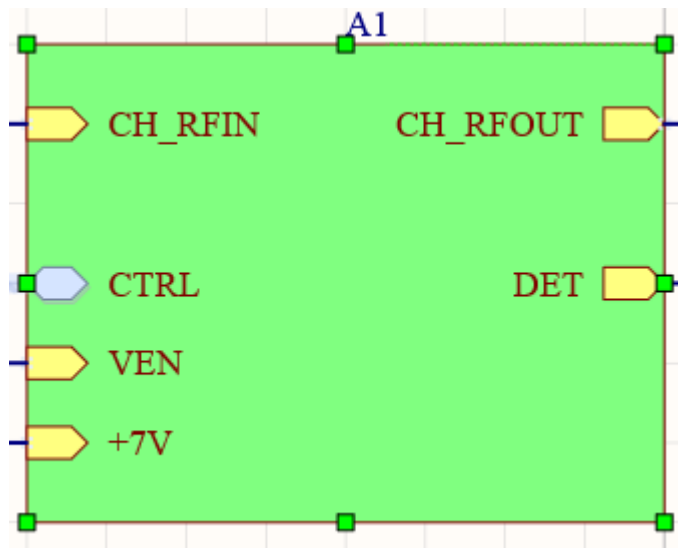 A1
CH_RFIN
CH_RFOUT
CTRL
DET
VEN
+7V